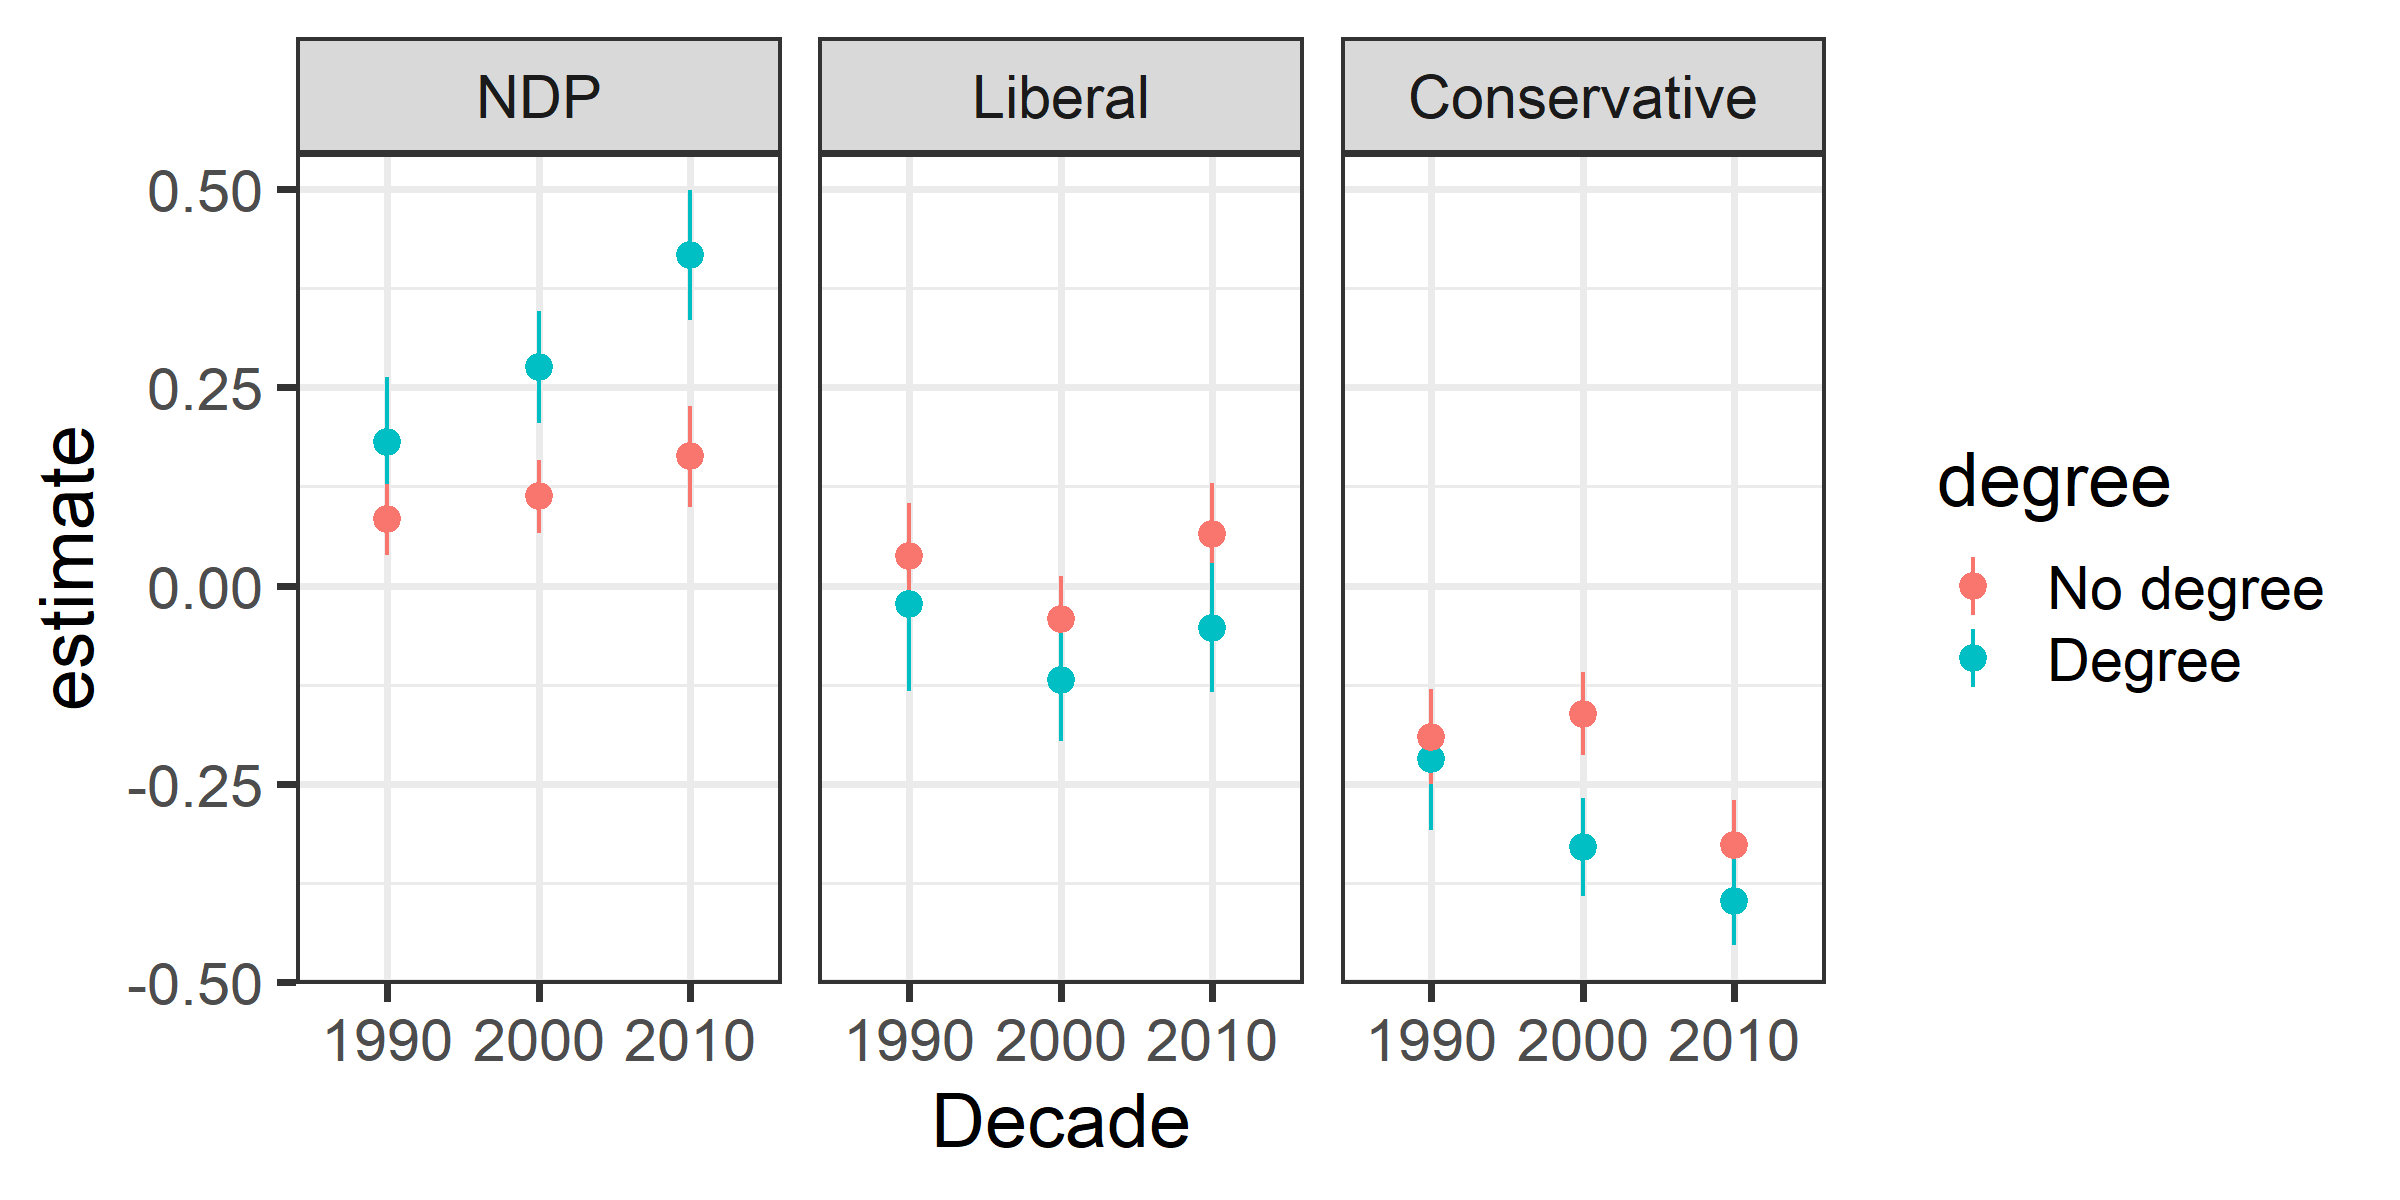 NDP Liberal Conservative
0.50
0.25
0.00
-0.25
-0.50
estimate
1990 2000 2010 1990 2000 2010 1990 2000 2010
Decade
degree
No degree
Degree